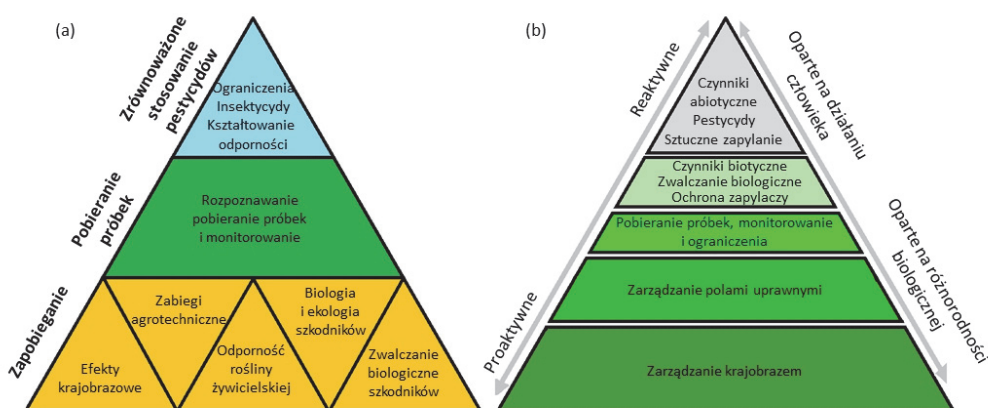 (a)
Zrównoważone
stosowanie
pestycydów
Ograniczenia
Insektycydy
Kształtowanie
odporności
Pobieranie
próbek
Rozpoznawanie
pobieranie próbek
i monitorowanie
Zapobieganie
Efekty
krajobrazowe
Zabiegi
agrotechniczne
Odporność
rośliny
żywicielskiej
Biologia
i ekologia
szkodników
Zwalczanie
biologiczne
szkodników
(b)
Reaktywne
Proaktywne
Oparte na działaniu
człowieka
Oparte na różnorodności
biologicznej
Czynniki
abiotyczne
Pestycydy
Sztuczne zapylanie
Czynniki biotyczne
Zwalczanie biologiczne
Ochrona zapylaczy
Pobieranie próbek, monitorowanie
i ograniczenia
Zarządzanie polami uprawnymi
Zarządzanie krajobrazem